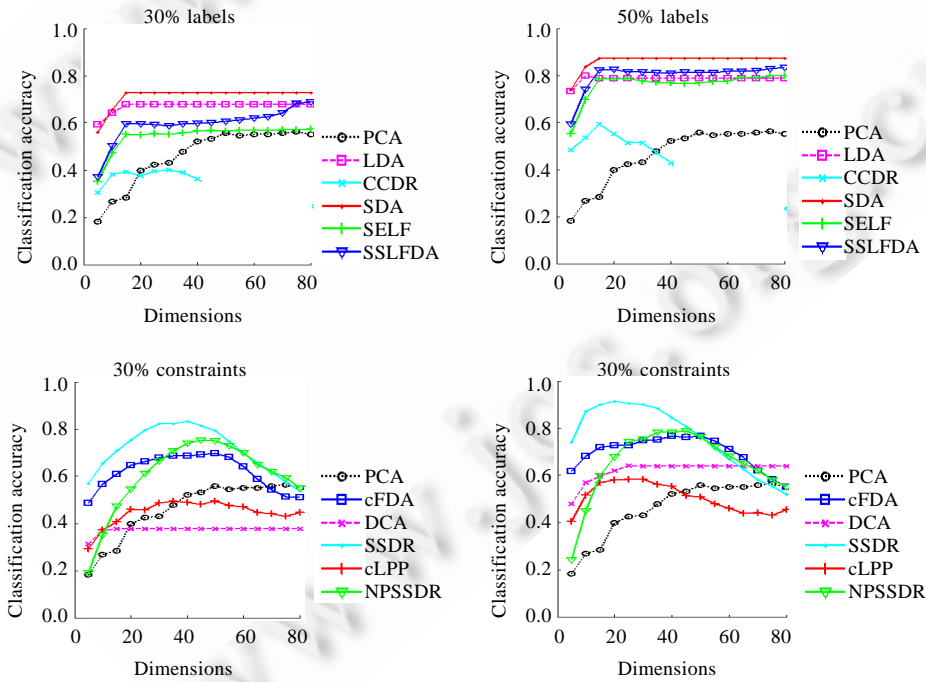 30% labels
Classification accuracy
1.0
0.8
0.6
0.4
0.2
0.0
0 20 40 60 80
Dimensions
PCA
LDA
CCDR
SDA
SELF
SSLFDA
50% labels
Classification accuracy
1.0
0.8
0.6
0.4
0.2
0.0
0 20 40 60 80
Dimensions
PCA
LDA
CCDR
SDA
SELF
SSLFDA
30% constraints
Classification accuracy
1.0
0.8
0.6
0.4
0.2
0.0
0 20 40 60 80
Dimensions
PCA
cFDA
DCA
SSDR
cLPP
NPSSDR
30% constraints
Classification accuracy
1.0
0.8
0.6
0.4
0.2
0.0
0 20 40 60 80
Dimensions
PCA
cFDA
DCA
SSDR
cLPP
NPSSDR